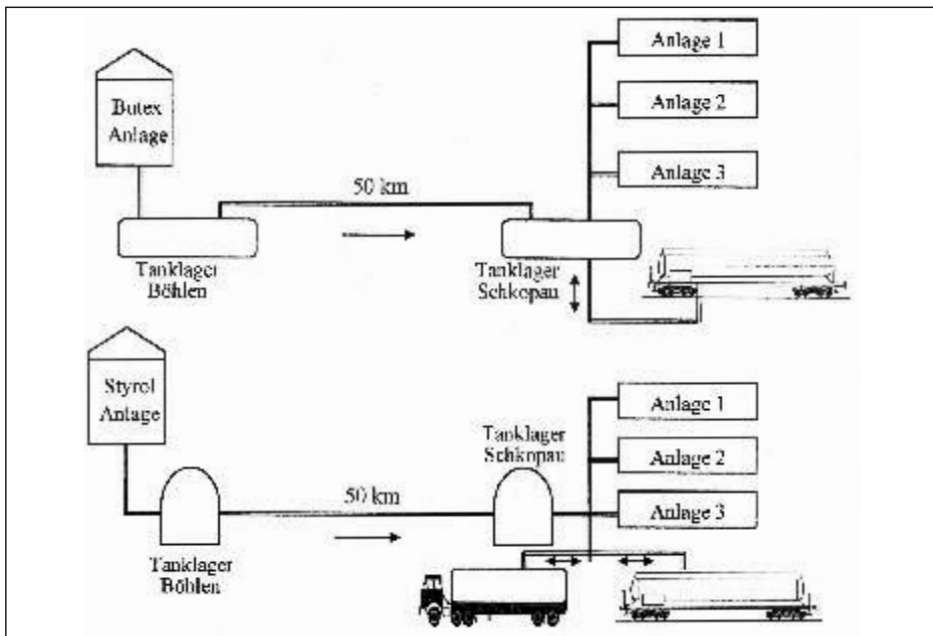 Anlage 1
Butex
Anlage
Anlage 2
Anlage 3
50 km
Tanklager
Böhlen
Tanklager
Schkopau
Styrol
Anlage
Anlage 1
Tanklager
Schkopau
Anlage 2
50 km
Anlage 3
Tanklager
Böhlen